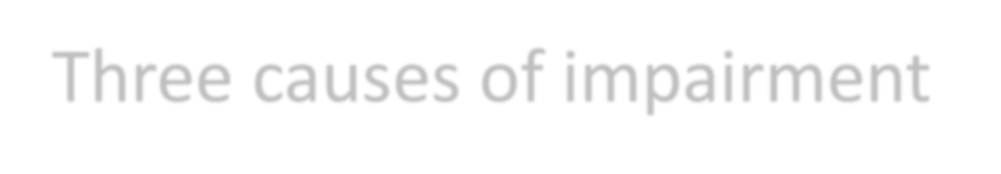 Three causes of impairment